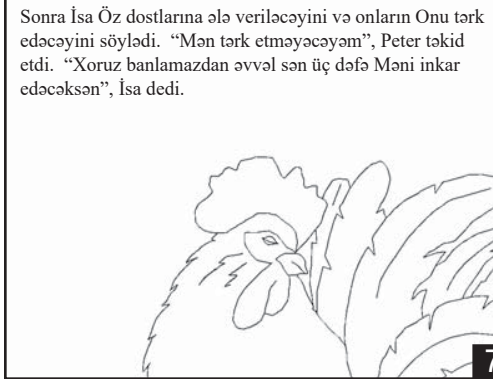 Sonra İsa Öz dostlarına ələ veriləcəyini və onların Onu tərk
edəcəyini söylədi. “Mən tərk etməyəcəyəm”, Peter təkid
etdi. “Xoruz banlamazdan əvvəl sən üç dəfə Məni inkar
edəcəksən”, İsa dedi.
7